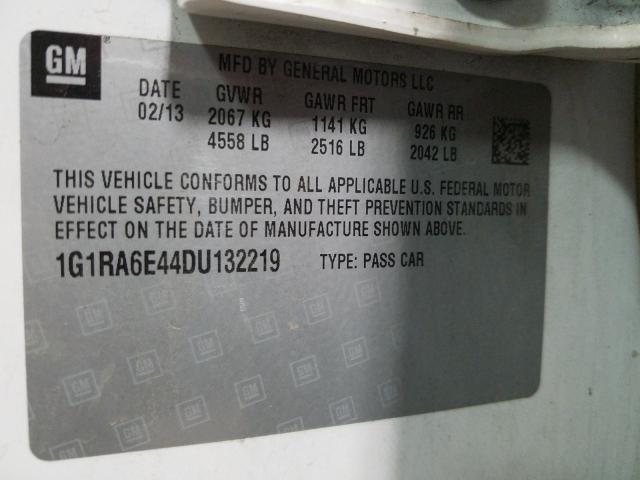 GM
MFD BY GENERAL MOTORS LLC
DATE GVWR GAWR FRT GAWR RR
02/13 2067 KG 1141 KG 926 KG
4558 LB 2516 LB 2042 LB
THIS VEHICLE CONFORMS TO ALL APPLICABLE U.S. FEDERAL MOTOR
VEHICLE SAFETY, BUMPER, AND THEFT PREVENTION STANDARDS IN
EFFECT ON THE DATE OF MANUFACTURE SHOWN ABOVE.
1G1RA6E44DU132219 TYPE: PASS CAR